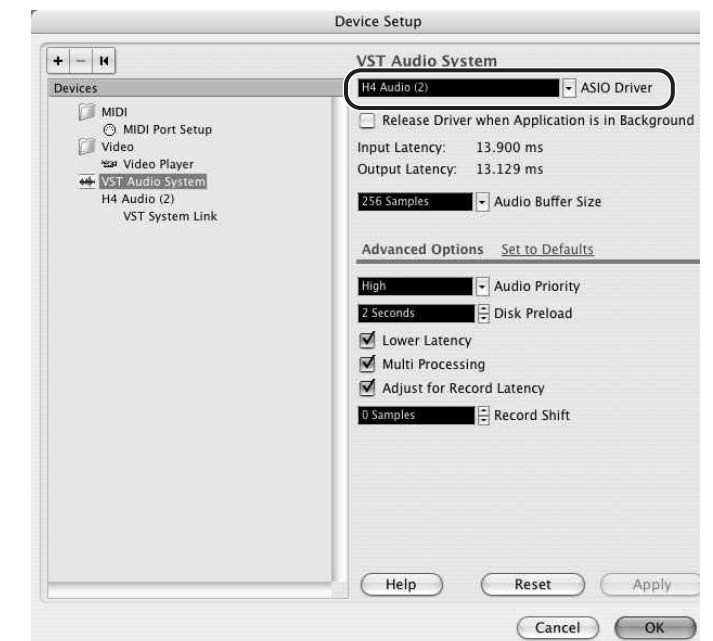 Device Setup
+ –
Devices
MIDI
MIDI Port Setup
Video
Video Player
VST Audio System
H4 Audio (2)
VST System Link
VST Audio System
H4 Audio (2) ASIO Driver
Release Driver when Application is in Background
Input Latency: 13.900 ms
Output Latency: 13.129 ms
256 Samples Audio Buffer Size
Advanced Options Set to Defaults
High Audio Priority
2 Seconds Disk Preload
Lower Latency
Multi Processing
Adjust for Record Latency
0 Samples Record Shift
Help Reset Apply
Cancel OK